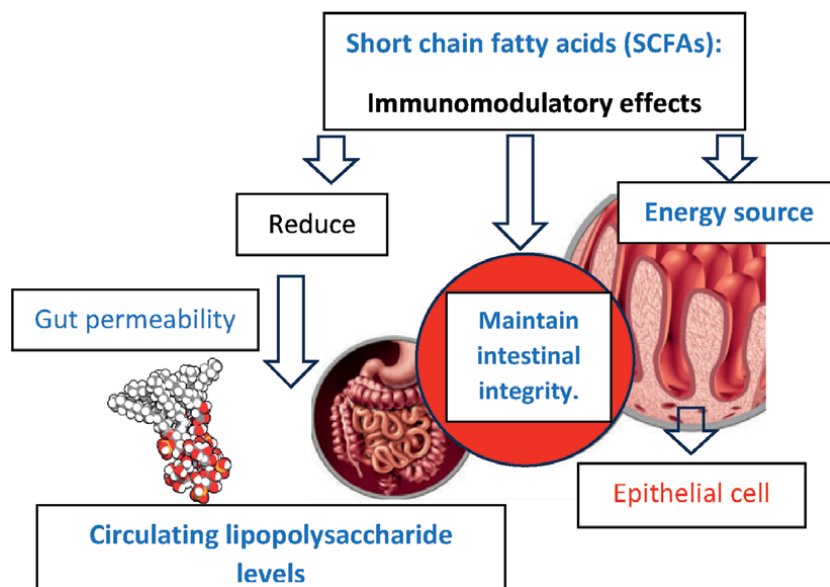 Short chain fatty acids (SCFAs):
Immunomodulatory effects
Reduce
Energy source
Gut permeability
Maintain
intestinal
integrity.
Epithelial cell
Circulating lipopolysaccharide
levels